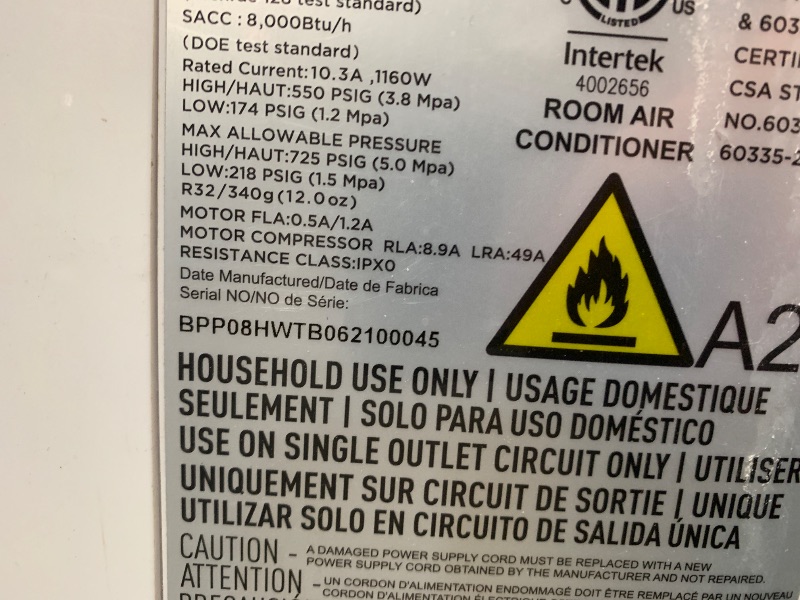 128 test standard)
SACC : 8,000Btu/h
(DOE test standard)
Rated Current:10.3A ,1160W
HIGH/HAUT:550 PSIG (3.8 Mpa)
LOW:174 PSIG (1.2 Mpa)
MAX ALLOWABLE PRESSURE
HIGH/HAUT:725 PSIG (5.0 Mpa)
LOW:218 PSIG (1.5 Mpa)
R32/340g(12.0oz)
MOTOR FLA:0.5A/1.2A
MOTOR COMPRESSOR RLA:8.9A LRA:49A
RESISTANCE CLASS:IPX0
Date Manufactured/Date de Fabrica
Serial NO/NO de Série:
BPP08HWTB062100045
US
LISTED
Intertek
4002656
ROOM AIR
CONDITIONER
& 603
CERTI
CSA ST
NO.603
60335-2
A2
HOUSEHOLD USE ONLY | USAGE DOMESTIQUE
SEULEMENT | SOLO PARA USO DOMÉSTICO
USE ON SINGLE OUTLET CIRCUIT ONLY | UTILISER
UNIQUEMENT SUR CIRCUIT DE SORTIE | UNIQUE
UTILIZAR SOLO EN CIRCUITO DE SALIDA ÚNICA
CAUTION - A DAMAGED POWER SUPPLY CORD MUST BE REPLACED WITH A NEW
POWER SUPPLY CORD OBTAINED BY THE MANUFACTURER AND NOT REPAIRED.
ATTENTION - UN CORDON D'ALIMENTATION ENDOMMAGÉ DOIT ÊTRE REMPLACÉ PAR UN NOUVEAU
CORDON D'ALIMENTATION